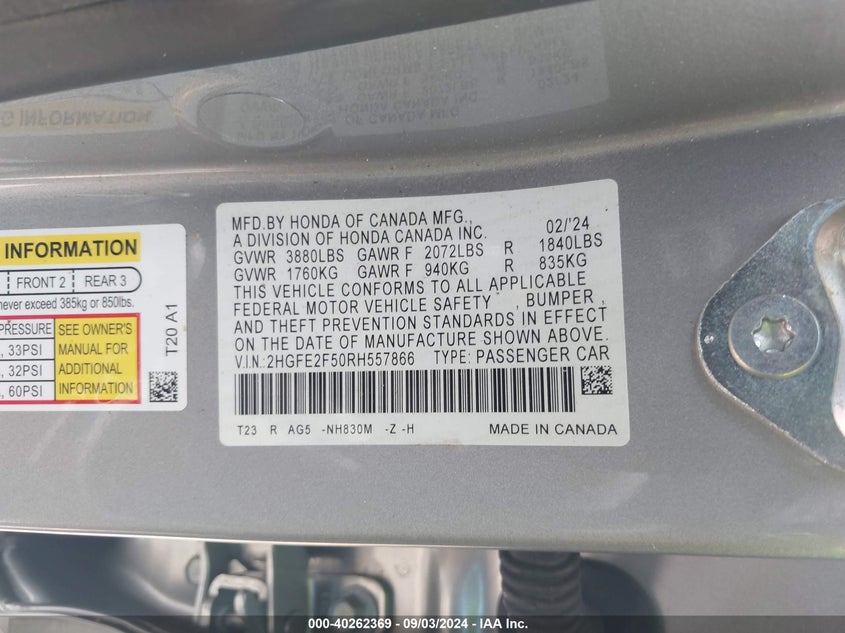 INFORMATION
FRONT 2 REAR 3
never exceed 385kg or 850lbs.
PRESSURE SEE OWNER'S
, 33PSI MANUAL FOR
, 32PSI ADDITIONAL
, 60PSI INFORMATION
T20 A1
MFD.BY HONDA OF CANADA MFG.,
A DIVISION OF HONDA CANADA INC. 02/'24
GVWR 3880LBS GAWR F 2072LBS R 1840LBS
GVWR 1760KG GAWR F 940KG R 835KG
THIS VEHICLE CONFORMS TO ALL APPLICABLE
FEDERAL MOTOR VEHICLE SAFETY , BUMPER ,
AND THEFT PREVENTION STANDARDS IN EFFECT
ON THE DATE OF MANUFACTURE SHOWN ABOVE.
V.I.N.:2HGFE2F50RH557866 TYPE: PASSENGER CAR
T23 R AG5 -NH830M -Z -H MADE IN CANADA
000-40262369 - 09/03/2024 - IAA Inc.